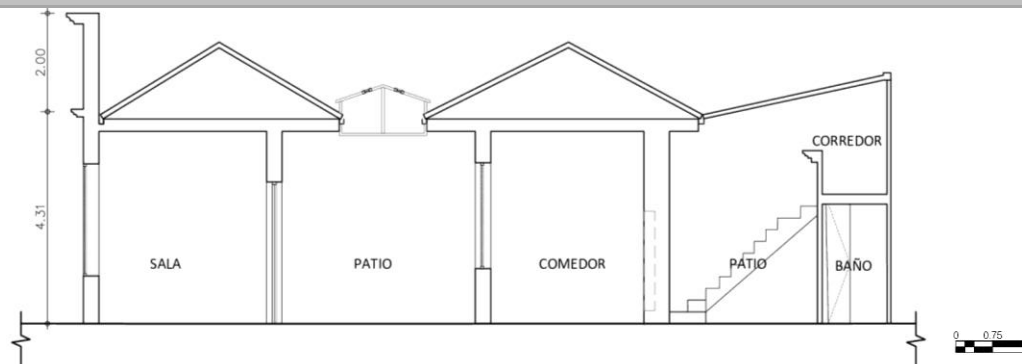 2.00
4.31
SALA
PATIO
COMEDOR
PATIO
CORREDOR
BAÑO
0 0.75